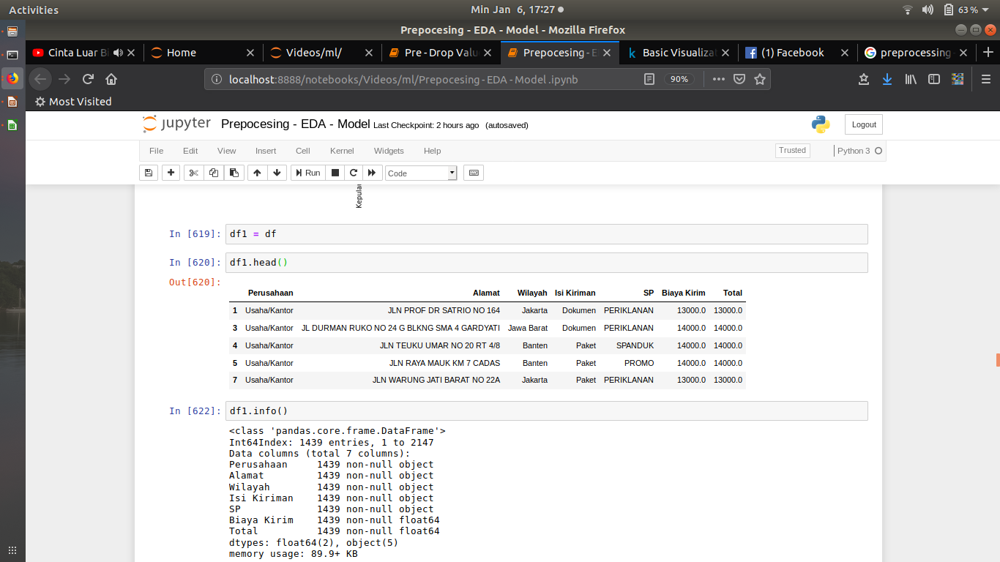 Activities
Min Jan 6, 17:27
63 %
Prepocesing - EDA - Model - Mozilla Firefox
Cinta Luar Bi
Home
Videos/ml/
Pre - Drop Valu
Prepocesing - E
Basic Visualizat
(1) Facebook
preprocessing
localhost:8888/notebooks/Videos/ml/Prepocesing - EDA - Model .ipynb
90%
Most Visited
jupyter Prepocesing - EDA - Model Last Checkpoint: 2 hours ago (autosaved)
Logout
File Edit View Insert Cell Kernel Widgets Help Trusted Python 3
Run Code
Kepulau
In [619]: df1 = df
In [620]: df1.head()
Out[620]:
Perusahaan Alamat Wilayah Isi Kiriman SP Biaya Kirim Total
1 Usaha/Kantor JLN PROF DR SATRIO NO 164 Jakarta Dokumen PERIKLANAN 13000.0 13000.0
3 Usaha/Kantor JL DURMAN RUKO NO 24 G BLKNG SMA 4 GARDYATI Jawa Barat Dokumen PERIKLANAN 14000.0 14000.0
4 Usaha/Kantor JLN TEUKU UMAR NO 20 RT 4/8 Banten Paket SPANDUK 14000.0 14000.0
5 Usaha/Kantor JLN RAYA MAUK KM 7 CADAS Banten Paket PROMO 14000.0 14000.0
7 Usaha/Kantor JLN WARUNG JATI BARAT NO 22A Jakarta Paket PERIKLANAN 13000.0 13000.0
In [622]: df1.info()
<class 'pandas.core.frame.DataFrame'>
Int64Index: 1439 entries, 1 to 2147
Data columns (total 7 columns):
Perusahaan 1439 non-null object
Alamat 1439 non-null object
Wilayah 1439 non-null object
Isi Kiriman 1439 non-null object
SP 1439 non-null object
Biaya Kirim 1439 non-null float64
Total 1439 non-null float64
dtypes: float64(2), object(5)
memory usage: 89.9+ KB